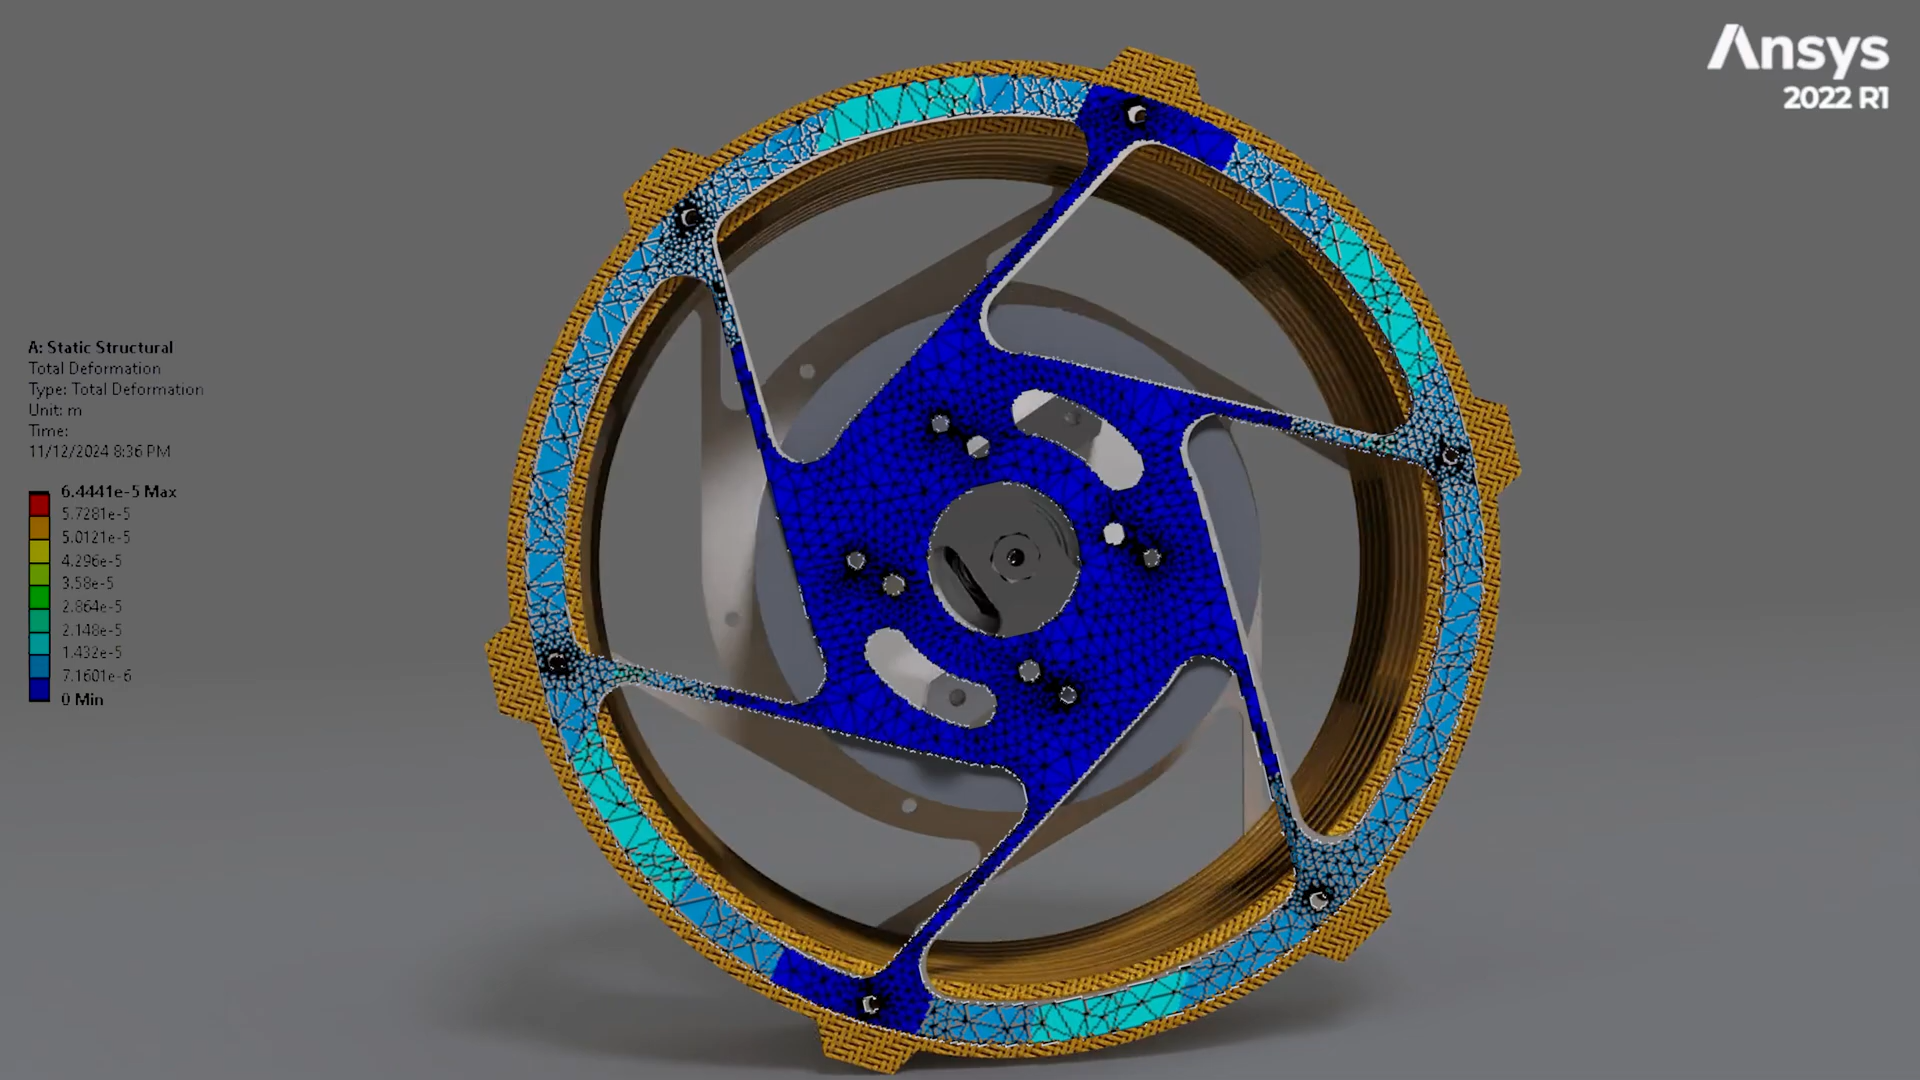 Ansys
2022 R1
A: Static Structural
Total Deformation
Type: Total Deformation
Unit: m
Time:
11/12/2024 8:36 PM
6.4441e-5 Max
5.7281e-5
5.0121e-5
4.296e-5
3.58e-5
2.864e-5
2.148e-5
1.432e-5
7.1601e-6
0 Min